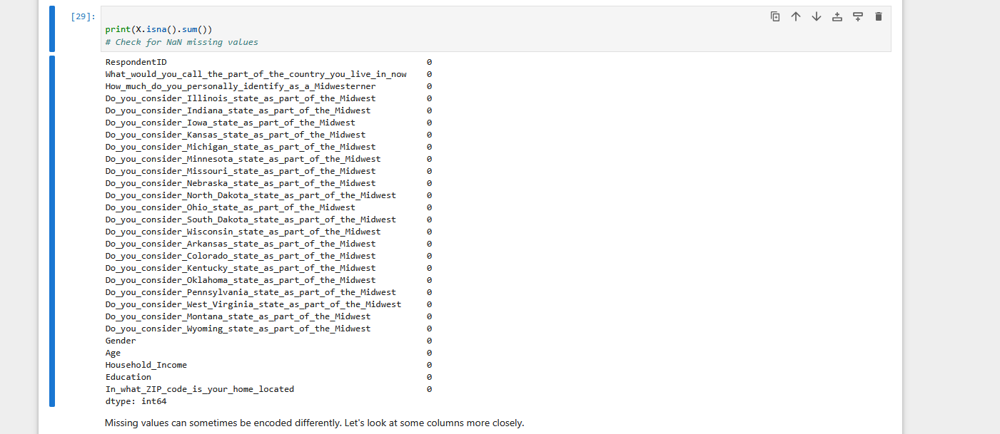 [29]:
print(X.isna().sum())
# Check for NaN missing values
RespondentID 0
What_would_you_call_the_part_of_the_country_you_live_in_now 0
How_much_do_you_personally_identify_as_a_Midwesterner 0
Do_you_consider_Illinois_state_as_part_of_the_Midwest 0
Do_you_consider_Indiana_state_as_part_of_the_Midwest 0
Do_you_consider_Iowa_state_as_part_of_the_Midwest 0
Do_you_consider_Kansas_state_as_part_of_the_Midwest 0
Do_you_consider_Michigan_state_as_part_of_the_Midwest 0
Do_you_consider_Minnesota_state_as_part_of_the_Midwest 0
Do_you_consider_Missouri_state_as_part_of_the_Midwest 0
Do_you_consider_Nebraska_state_as_part_of_the_Midwest 0
Do_you_consider_North_Dakota_state_as_part_of_the_Midwest 0
Do_you_consider_Ohio_state_as_part_of_the_Midwest 0
Do_you_consider_South_Dakota_state_as_part_of_the_Midwest 0
Do_you_consider_Wisconsin_state_as_part_of_the_Midwest 0
Do_you_consider_Arkansas_state_as_part_of_the_Midwest 0
Do_you_consider_Colorado_state_as_part_of_the_Midwest 0
Do_you_consider_Kentucky_state_as_part_of_the_Midwest 0
Do_you_consider_Oklahoma_state_as_part_of_the_Midwest 0
Do_you_consider_Pennsylvania_state_as_part_of_the_Midwest 0
Do_you_consider_West_Virginia_state_as_part_of_the_Midwest 0
Do_you_consider_Montana_state_as_part_of_the_Midwest 0
Do_you_consider_Wyoming_state_as_part_of_the_Midwest 0
Gender 0
Age 0
Household_Income 0
Education 0
In_what_ZIP_code_is_your_home_located 0
dtype: int64
Missing values can sometimes be encoded differently. Let's look at some columns more closely.